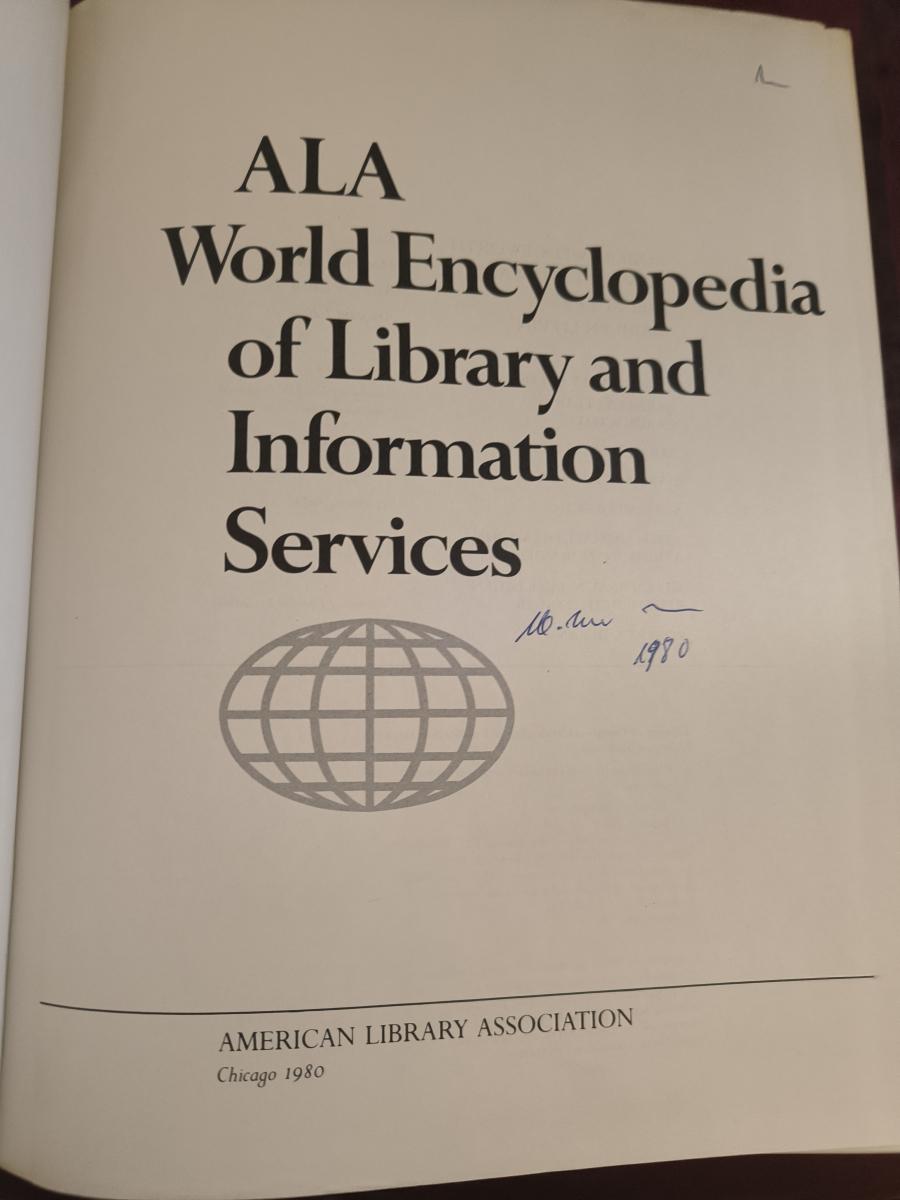 ALA
World Encyclopedia
of Library and
Information
Services
1980
AMERICAN LIBRARY ASSOCIATION
Chicago 1980